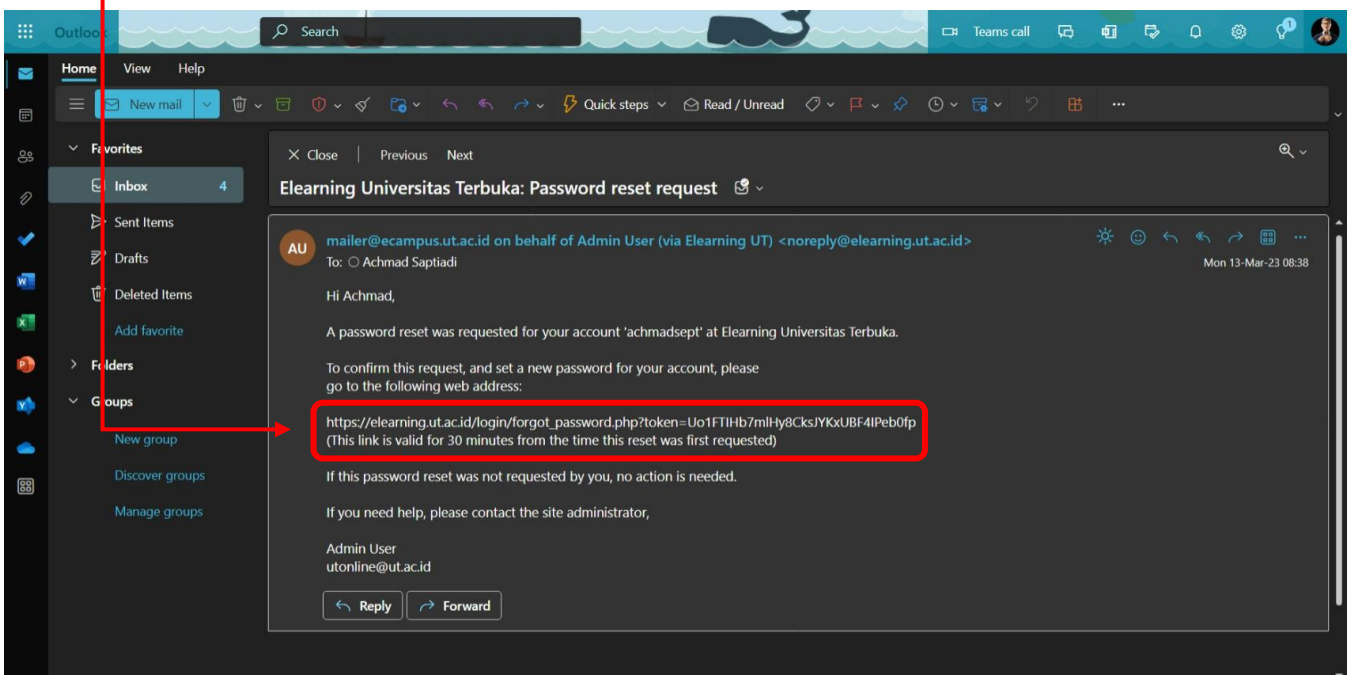 Outlook
Search
Teams call
1
Home View Help
New mail
Quick steps
Read / Unread
Favorites
Inbox 4
Sent Items
Drafts
Deleted Items
Add favorite
Folders
Groups
New group
Discover groups
Manage groups
Close Previous Next
Elearning Universitas Terbuka: Password reset request
AU
mailer@ecampus.ut.ac.id on behalf of Admin User (via Elearning UT) <noreply@elearning.ut.ac.id>
To: Achmad Saptiadi
Mon 13-Mar-23 08:38
Hi Achmad,
A password reset was requested for your account 'achmadsept' at Elearning Universitas Terbuka.
To confirm this request, and set a new password for your account, please
go to the following web address:
https://elearning.ut.ac.id/login/forgot_password.php?token=Uo1FTIHb7mlHy8CksJYKxUBF4IPeb0fp
(This link is valid for 30 minutes from the time this reset was first requested)
If this password reset was not requested by you, no action is needed.
If you need help, please contact the site administrator,
Admin User
utonline@ut.ac.id
Reply Forward